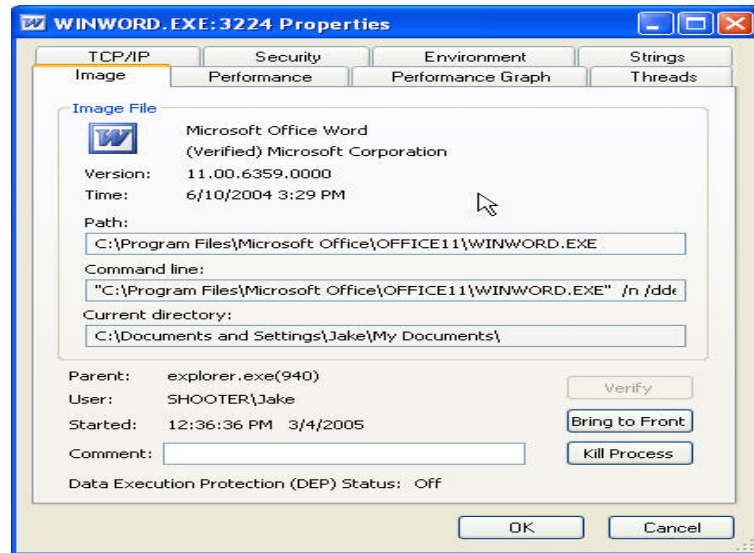 WINWORD.EXE:3224 Properties
TCP/IP Security Environment Strings
Image Performance Performance Graph Threads
Image File
Microsoft Office Word
(Verified) Microsoft Corporation
Version: 11.00.6359.0000
Time: 6/10/2004 3:29 PM
Path:
C:\Program Files\Microsoft Office\OFFICE11\WINWORD.EXE
Command line:
"C:\Program Files\Microsoft Office\OFFICE11\WINWORD.EXE" /n /dde
Current directory:
C:\Documents and Settings\Jake\My Documents\
Parent: explorer.exe(940)
Verify
User: SHOOTER\Jake
Started: 12:36:36 PM 3/4/2005
Bring to Front
Comment:
Kill Process
Data Execution Protection (DEP) Status: Off
OK Cancel